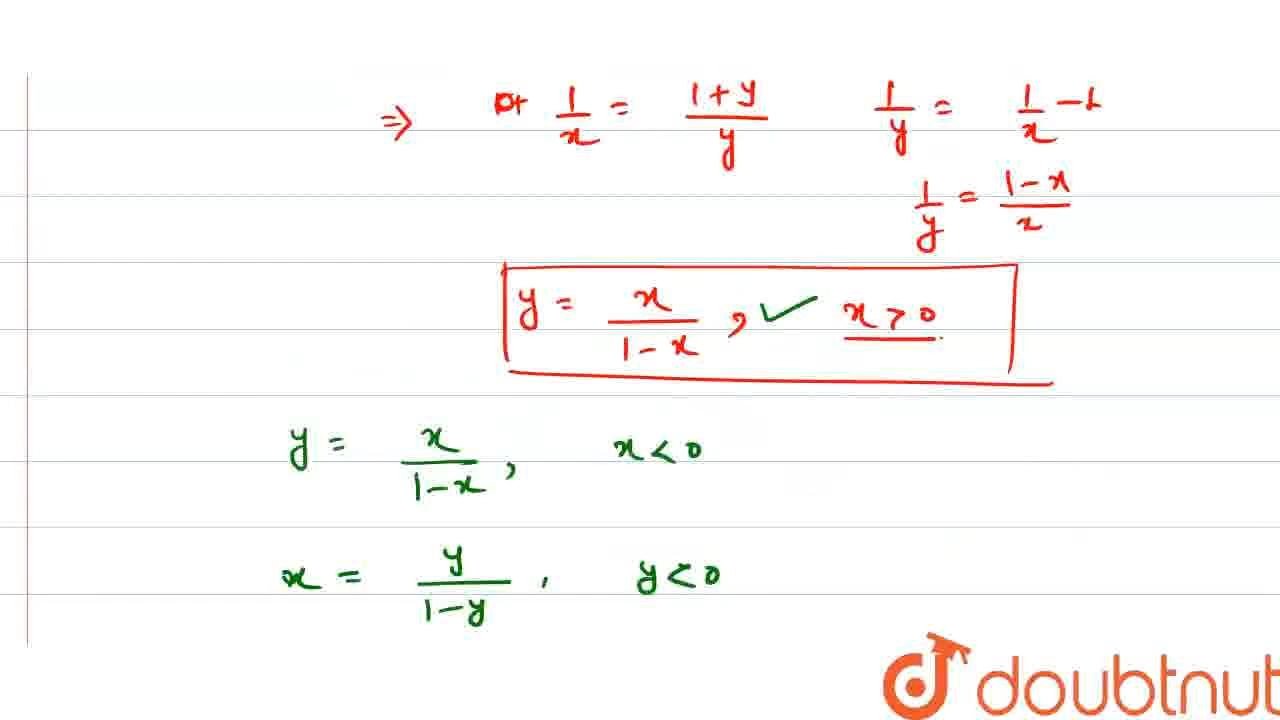 ⇒ Or 1/x = (1+y)/y 1/y = 1/x - 1
1/y = (1-x)/x
y = x/(1-x), ✓ x > 0
y = x/(1-x), x < 0
x = y/(1-y), y < 0
doubtnut